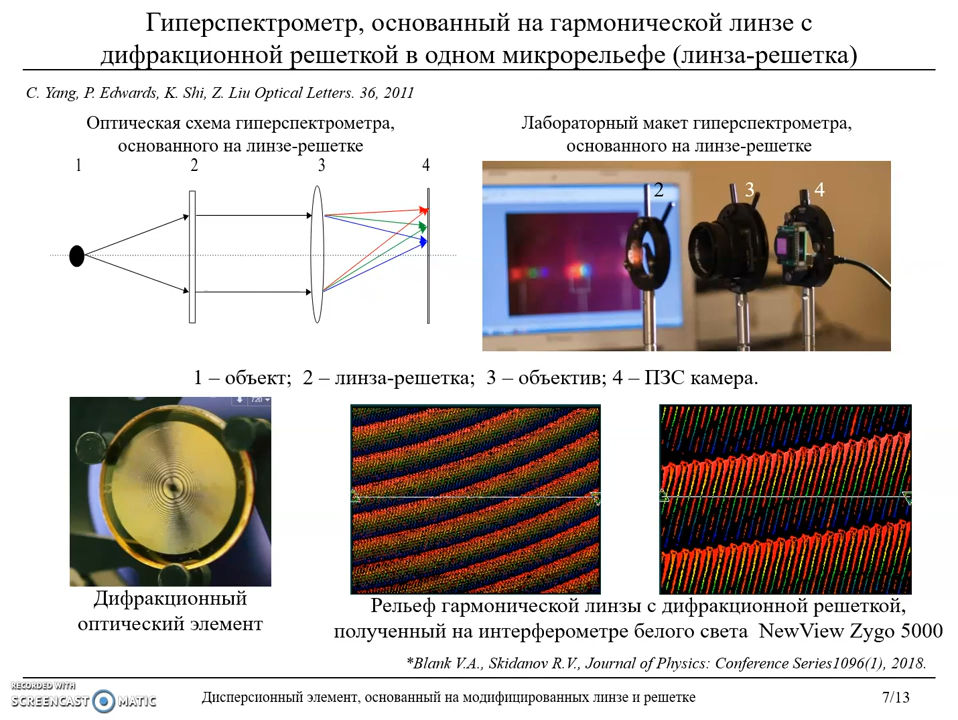 Гиперспектрометр, основанный на гармонической линзе с
дифракционной решеткой в одном микрорельефе (линза-решетка)
C. Yang, P. Edwards, K. Shi, Z. Liu Optical Letters. 36, 2011
Оптическая схема гиперспектрометра,
основанного на линзе-решетке
1 2 3 4
Лабораторный макет гиперспектрометра,
основанного на линзе-решетке
2 3 4
1 – объект; 2 – линза-решетка; 3 – объектив; 4 – ПЗС камера.
720
Дифракционный
оптический элемент
Рельеф гармонической линзы с дифракционной решеткой,
полученный на интерферометре белого света NewView Zygo 5000
*Blank V.A., Skidanov R.V., Journal of Physics: Conference Series1096(1), 2018.
RECORDED WITH
SCREENCAST MATIC
Дисперсионный элемент, основанный на модифицированных линзе и решетке
7/13